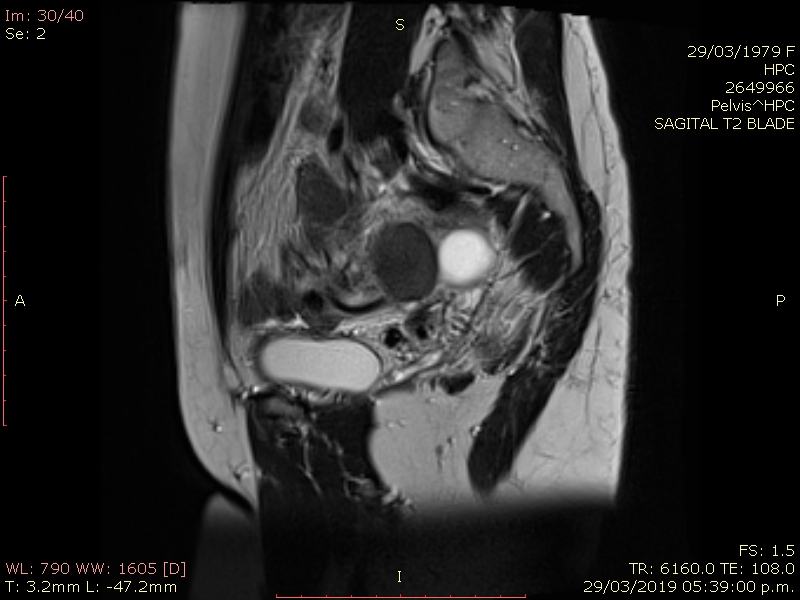 Im: 30/40
Se: 2
S
29/03/1979 F
HPC
2649966
Pelvis^HPC
SAGITAL T2 BLADE
A
P
WL: 790 WW: 1605 [D]
T: 3.2mm L: -47.2mm
I
FS: 1.5
TR: 6160.0 TE: 108.0
29/03/2019 05:39:00 p.m.